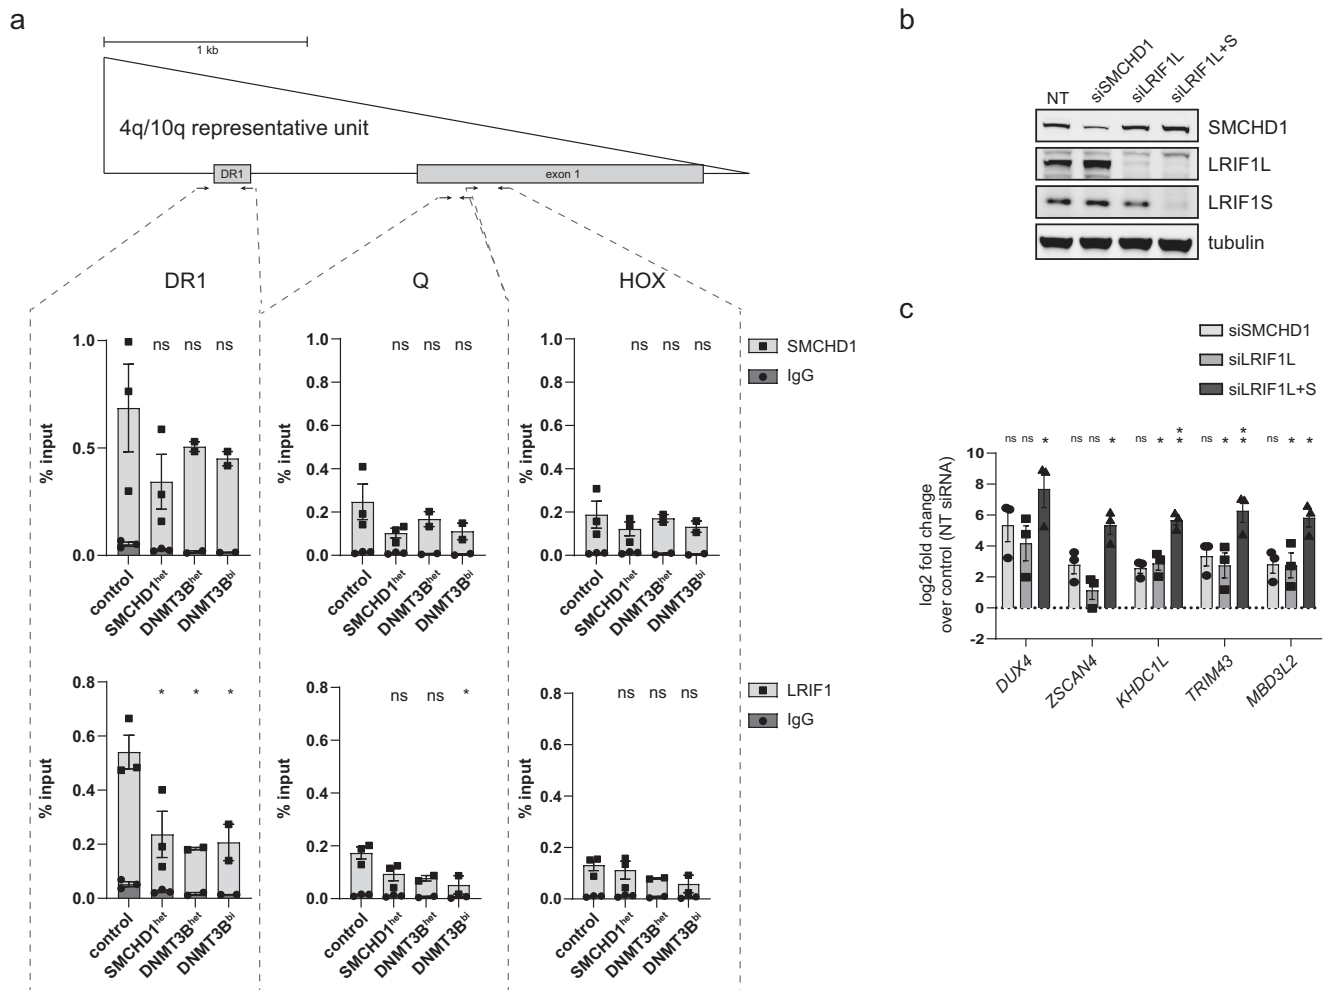 a
1 kb
4q/10q representative unit
DR1
exon 1
DR1
Q
HOX
% input
1.0
0.5
0.0
ns ns ns
control
SMCHD1het
DNMT3Bhet
DNMT3Bbi
% input
1.0
0.8
0.6
0.4
0.2
0.0
ns ns ns
control
SMCHD1het
DNMT3Bhet
DNMT3Bbi
% input
1.0
0.8
0.6
0.4
0.2
0.0
ns ns ns
control
SMCHD1het
DNMT3Bhet
DNMT3Bbi
SMCHD1
IgG
% input
0.8
0.6
0.4
0.2
0.0
* * *
control
SMCHD1het
DNMT3Bhet
DNMT3Bbi
% input
0.8
0.6
0.4
0.2
0.0
ns ns *
control
SMCHD1het
DNMT3Bhet
DNMT3Bbi
% input
0.8
0.6
0.4
0.2
0.0
ns ns ns
control
SMCHD1het
DNMT3Bhet
DNMT3Bbi
LRIF1
IgG
b
NT
siSMCHD1
siLRIF1L
siLRIF1L+S
SMCHD1
LRIF1L
LRIF1S
tubulin
c
siSMCHD1
siLRIF1L
siLRIF1L+S
log2 fold change
over control (NT siRNA)
10
8
6
4
2
0
-2
ns ns * ns ns * ns * ** ns * ** ns * *
DUX4
ZSCAN4
KHDC1L
TRIM43
MBD3L2